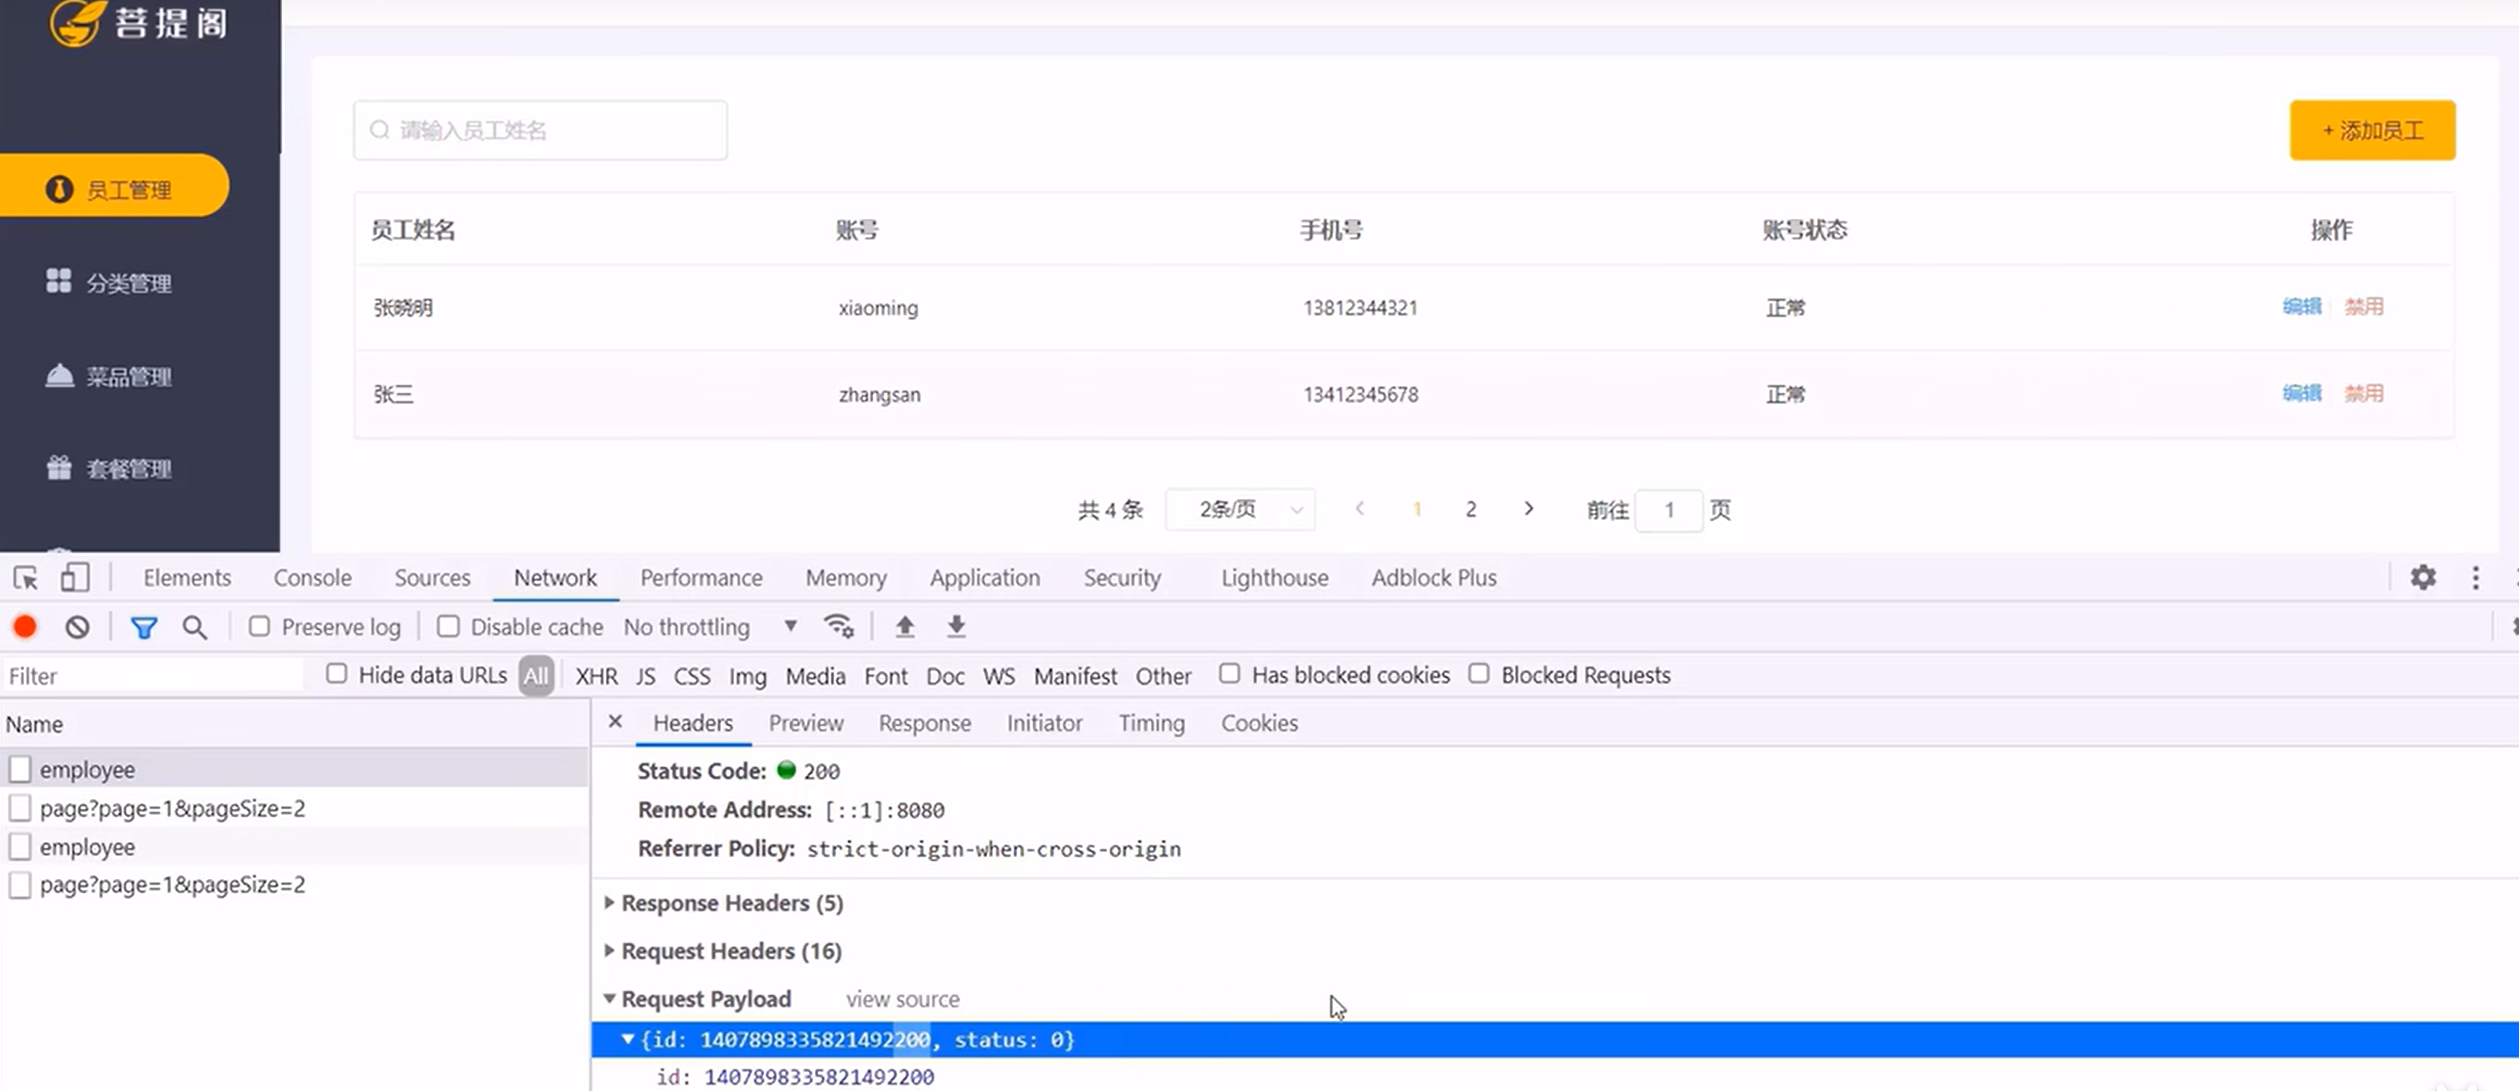 菩提阁
请输入员工姓名
+ 添加员工
员工管理
员工姓名 账号 手机号 账号状态 操作
分类管理
张晓明 xiaoming 13812344321 正常 编辑 禁用
菜品管理
张三 zhangsan 13412345678 正常 编辑 禁用
套餐管理
共 4 条 2条/页 1 2 前往 1 页
Elements Console Sources Network Performance Memory Application Security Lighthouse Adblock Plus
Preserve log Disable cache No throttling
Filter Hide data URLs All XHR JS CSS Img Media Font Doc WS Manifest Other Has blocked cookies Blocked Requests
Name
Headers Preview Response Initiator Timing Cookies
employee
page?page=1&pageSize=2
employee
page?page=1&pageSize=2
Status Code: 200
Remote Address: [::1]:8080
Referrer Policy: strict-origin-when-cross-origin
Response Headers (5)
Request Headers (16)
Request Payload view source
{id: 1407898335821492200, status: 0}
id: 1407898335821492200